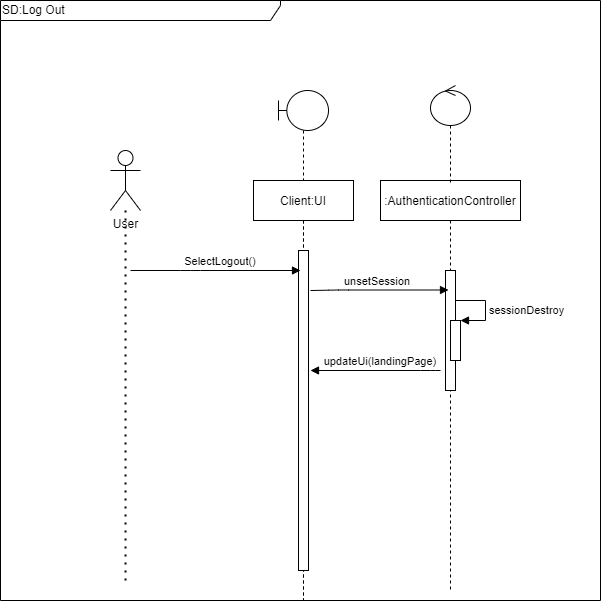 SD:Log Out
User
Client:UI
:AuthenticationController
SelectLogout()
unsetSession
sessionDestroy
updateUi(landingPage)